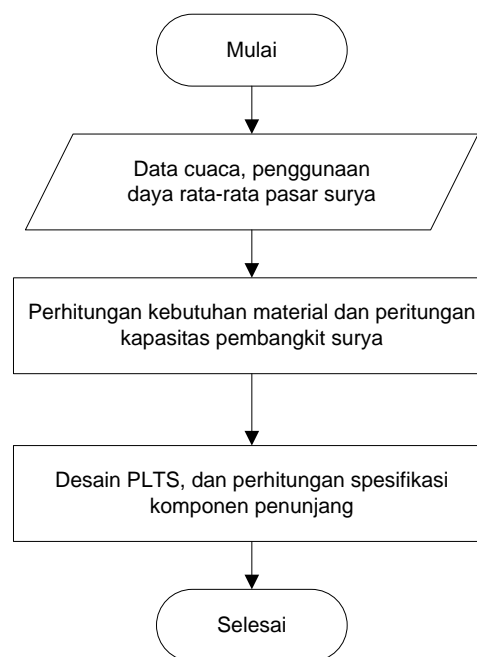 Mulai
Data cuaca, penggunaan
daya rata-rata pasar surya
Perhitungan kebutuhan material dan peritungan
kapasitas pembangkit surya
Desain PLTS, dan perhitungan spesifikasi
komponen penunjang
Selesai